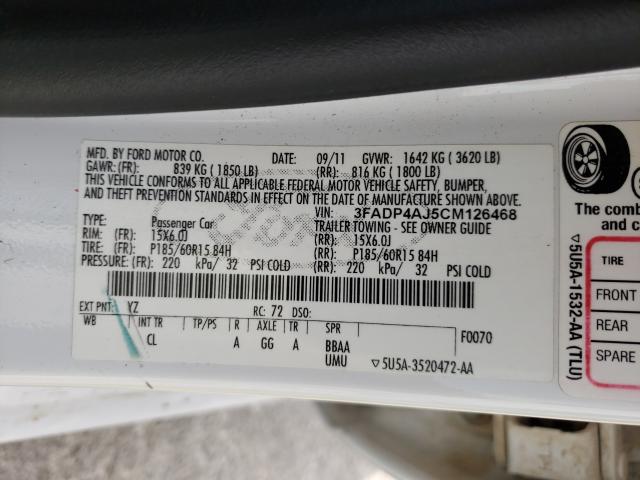 MFD. BY FORD MOTOR CO. DATE: 09/11 GVWR: 1642 KG ( 3620 LB)
GAWR: (FR): 839 KG ( 1850 LB) (RR): 816 KG ( 1800 LB)
THIS VEHICLE CONFORMS TO ALL APPLICABLE FEDERAL MOTOR VEHICLE SAFETY, BUMPER,
AND THEFT PREVENTION STANDARDS IN EFFECT ON THE DATE OF MANUFACTURE SHOWN ABOVE.
VIN: 3FADP4AJ5CM126468
TYPE: Passenger Car TRAILER TOWING - SEE OWNER GUIDE
RIM: (FR): 15X6.0J (RR): 15X6.0J
TIRE: (FR): P185/60R15 84H (RR): P185/60R15 84H
PRESSURE: (FR): 220 kPa/ 32 PSI COLD (RR): 220 kPa/ 32 PSI COLD
EXT PNT: YZ RC: 72 DSO:
WB INT TR TP/PS R AXLE TR SPR F0070
CL A GG A BBAA
UMU ▽5U5A-3520472-AA
The comb
TIRE
FRONT
REAR
SPARE
▽5U5A-1532-AA (TLU)